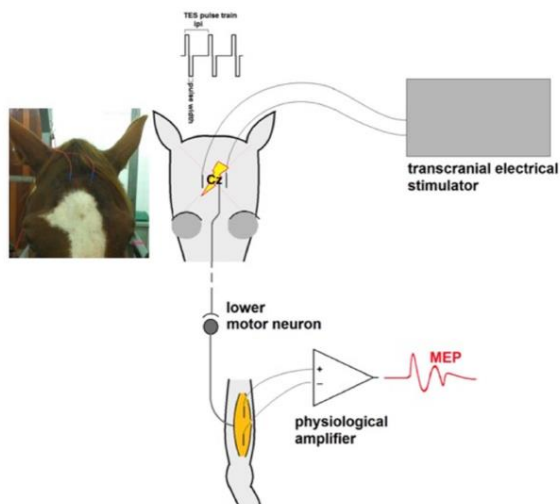 TES pulse train
ipi
pulse width
Cz
transcranial electrical
stimulator
lower
motor neuron
+
−
MEP
physiological
amplifier